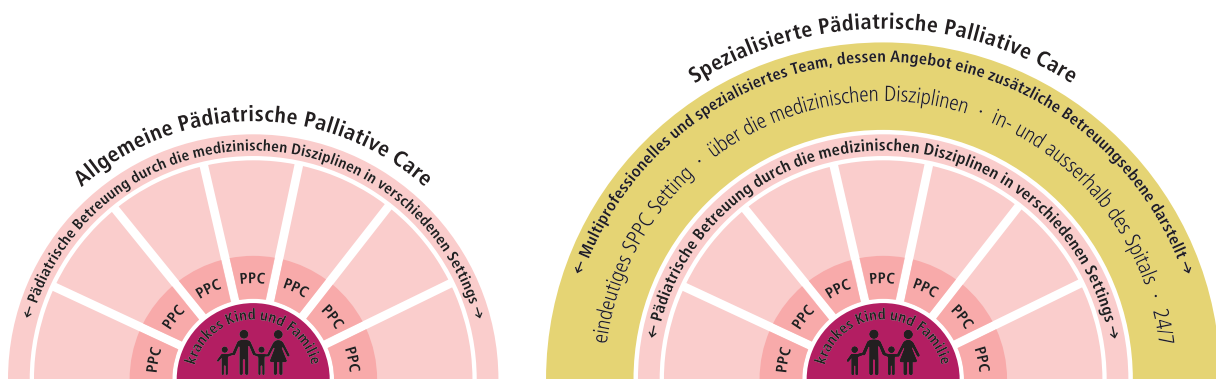 Allgemeine Pädiatrische Palliative Care
← Pädiatrische Betreuung durch die medizinischen Disziplinen in verschiedenen Settings →
PPC
PPC
PPC
PPC
PPC
PPC
PPC
krankes Kind und Familie
Spezialisierte Pädiatrische Palliative Care
← Multiprofessionelles und spezialisiertes Team, dessen Angebot eine zusätzliche Betreuungsebene darstellt →
eindeutiges SPPC Setting · über die medizinischen Disziplinen · in- und ausserhalb des Spitals · 24/7
← Pädiatrische Betreuung durch die medizinischen Disziplinen in verschiedenen Settings →
PPC
PPC
PPC
PPC
PPC
PPC
PPC
krankes Kind und Familie